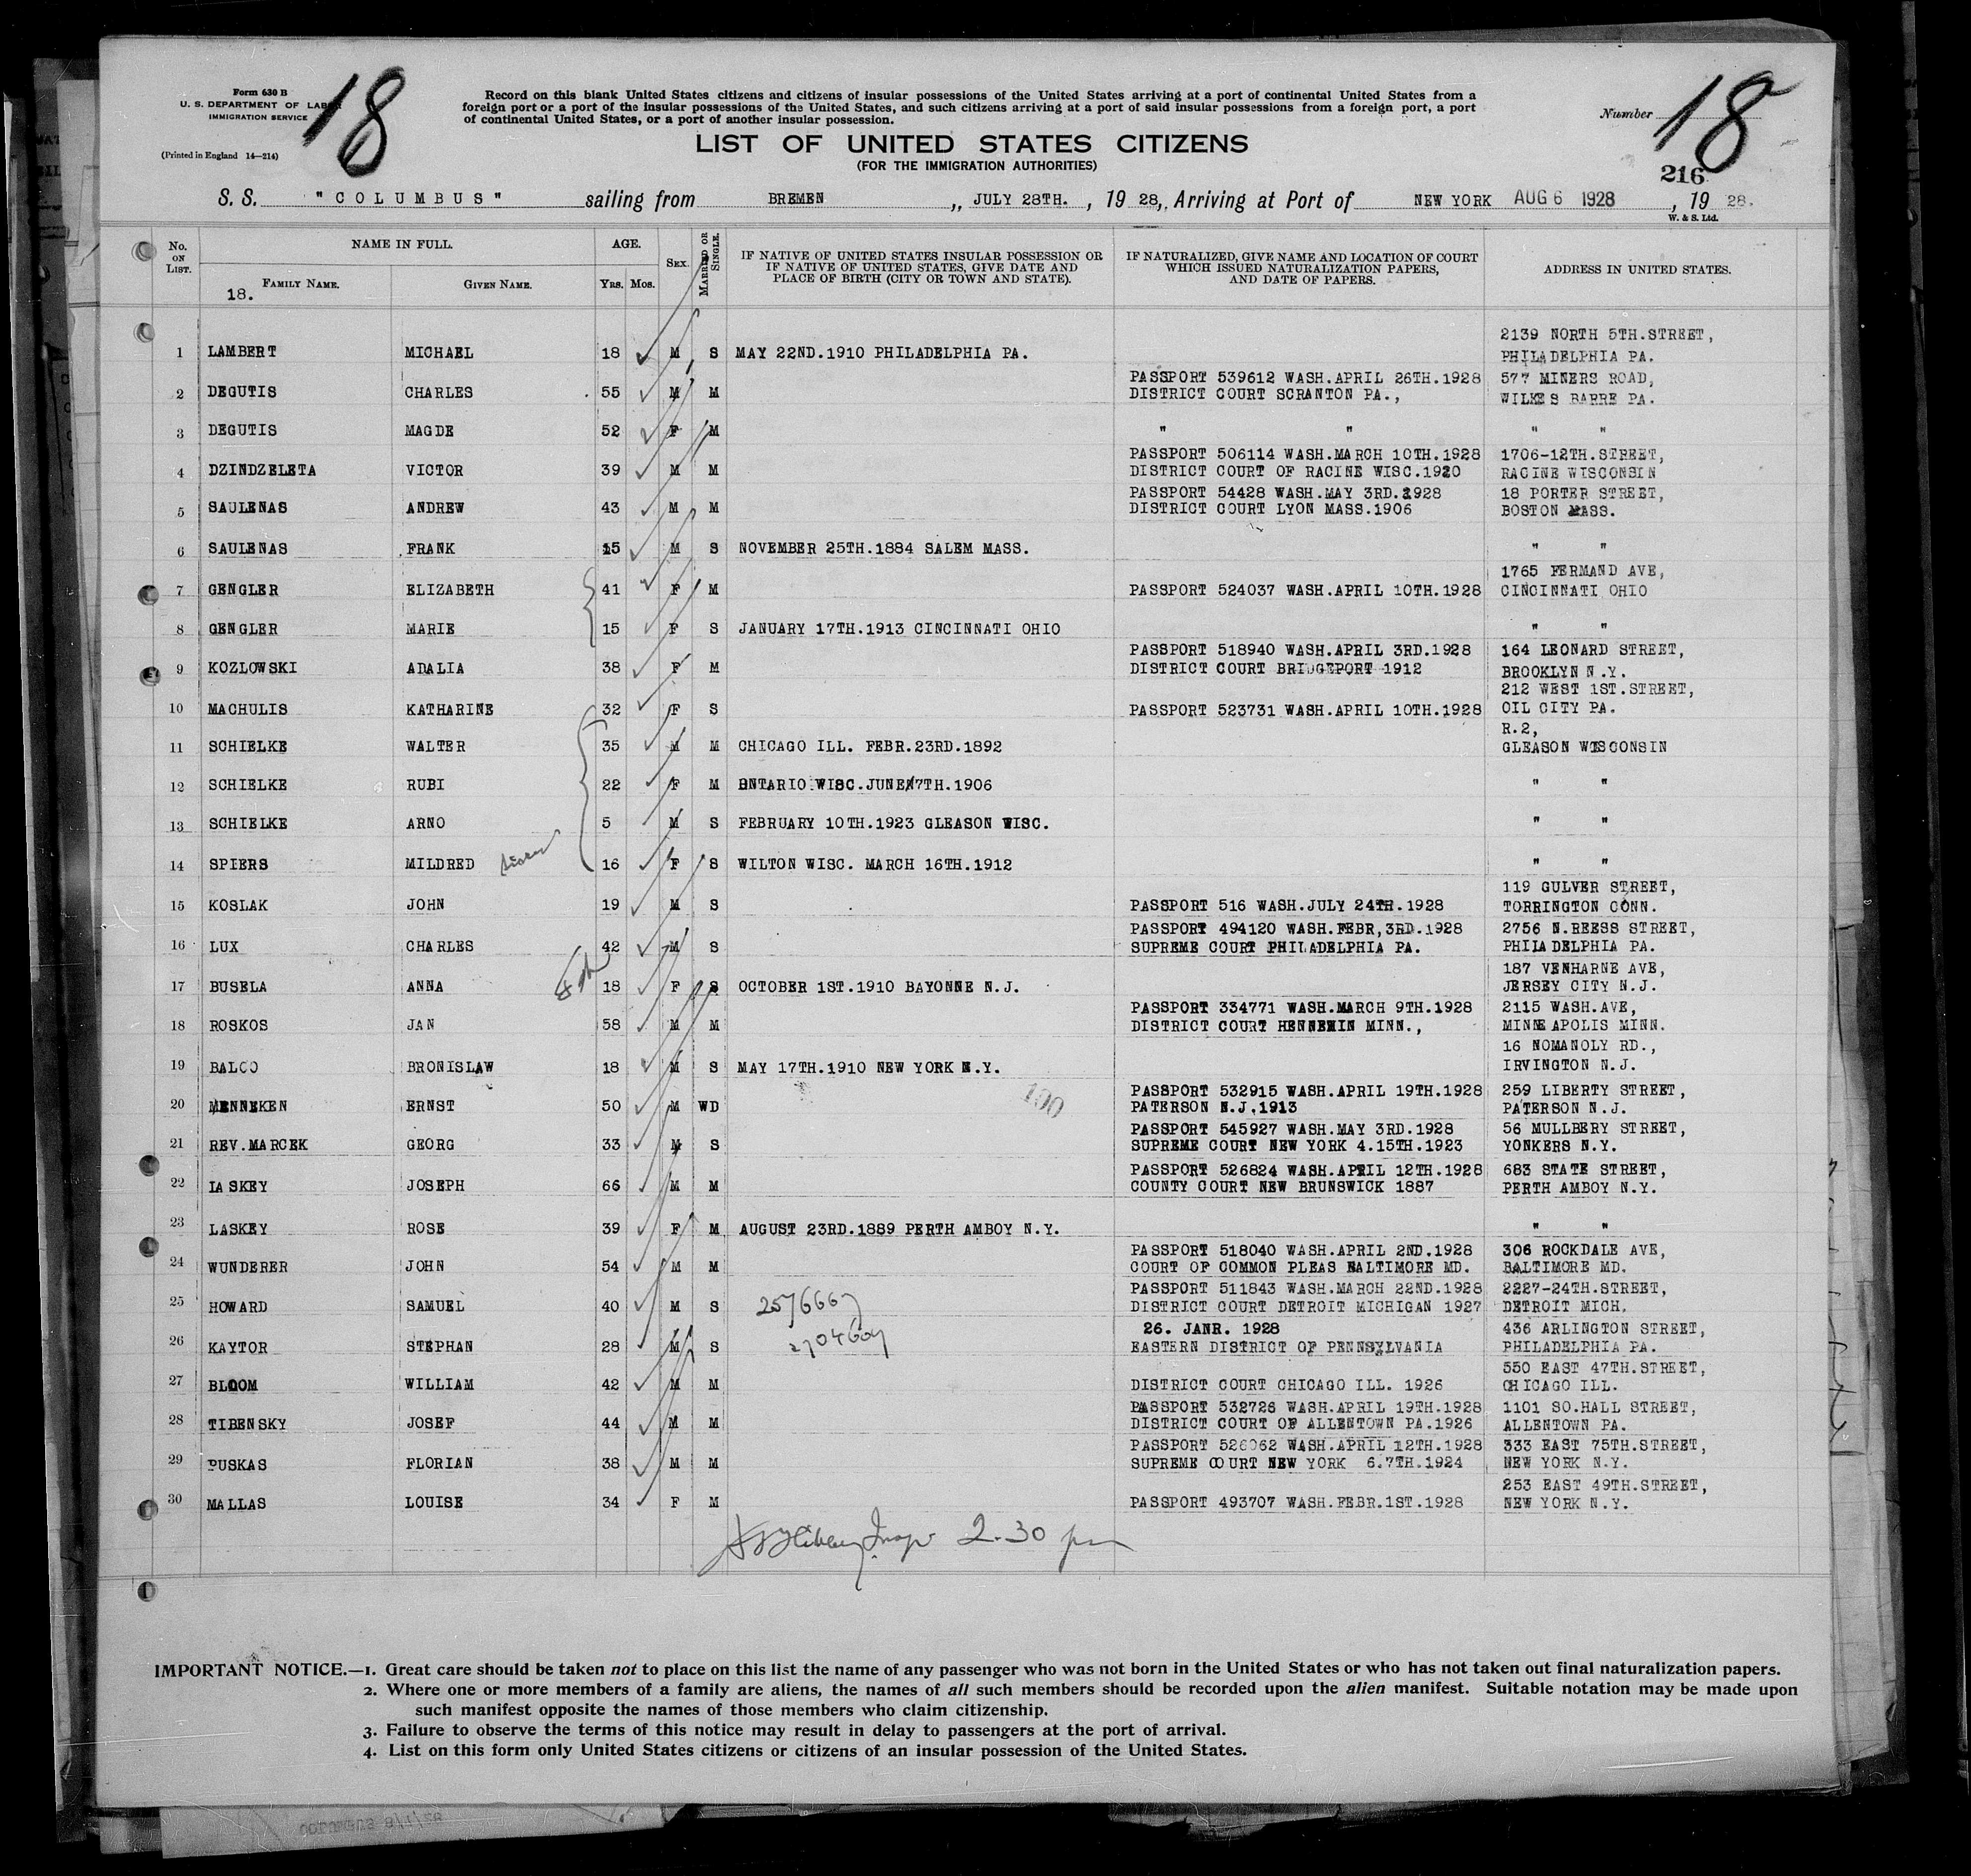 Form 630 B
U. S. DEPARTMENT OF LABOR
IMMIGRATION SERVICE
(Printed in England 14—214)
18
Record on this blank United States citizens and citizens of insular possessions of the United States arriving at a port of continental United States from a
foreign port or a port of the insular possessions of the United States, and such citizens arriving at a port of said insular possessions from a foreign port, a port
of continental United States, or a port of another insular possession.
Number 18
LIST OF UNITED STATES CITIZENS
(FOR THE IMMIGRATION AUTHORITIES)
216
S. S. "COLUMBUS" sailing from BREMEN ,, JULY 28TH. , 19 28,, Arriving at Port of NEW YORK AUG 6 1928 , 19 28.
W. & S. Ltd.
No. ON LIST. NAME IN FULL. AGE. SEX. MARRIED OR SINGLE. IF NATIVE OF UNITED STATES INSULAR POSSESSION OR IF NATIVE OF UNITED STATES, GIVE DATE AND PLACE OF BIRTH (CITY OR TOWN AND STATE). IF NATURALIZED, GIVE NAME AND LOCATION OF COURT WHICH ISSUED NATURALIZATION PAPERS, AND DATE OF PAPERS. ADDRESS IN UNITED STATES.
18. FAMILY NAME. GIVEN NAME. YRS. MOS.
2139 NORTH 5TH.STREET,
1 LAMBERT MICHAEL 18 M S MAY 22ND.1910 PHILADELPHIA PA. PHILADELPHIA PA.
PASSPORT 539612 WASH.APRIL 26TH.1928 577 MINERS ROAD,
2 DEGUTIS CHARLES 55 M M DISTRICT COURT SCRANTON PA., WILKES BARRE PA.
3 DEGUTIS MAGDE 52 F M " " " "
PASSPORT 506114 WASH.MARCH 10TH.1928 1706-12TH.STREET,
4 DZINDZELETA VICTOR 39 M M DISTRICT COURT OF RACINE WISC.1920 RACINE WISCONSIN
PASSPORT 54428 WASH.MAY 3RD.1928 18 PORTER STREET,
5 SAULENAS ANDREW 43 M M DISTRICT COURT LYON MASS.1906 BOSTON MASS.
6 SAULENAS FRANK 15 M S NOVEMBER 25TH.1884 SALEM MASS. " "
1765 FERMAND AVE,
7 GENGLER ELIZABETH 41 F M PASSPORT 524037 WASH.APRIL 10TH.1928 CINCINNATI OHIO
8 GENGLER MARIE 15 F S JANUARY 17TH.1913 CINCINNATI OHIO " "
PASSPORT 518940 WASH.APRIL 3RD.1928 164 LEONARD STREET,
9 KOZLOWSKI ADALIA 38 F M DISTRICT COURT BRIDGEPORT 1912 BROOKLYN N.Y.
212 WEST 1ST.STREET,
10 MACHULIS KATHARINE 32 F S PASSPORT 523731 WASH.APRIL 10TH.1928 OIL CITY PA.
R.2,
11 SCHIELKE WALTER 35 M M CHICAGO ILL. FEBR.23RD.1892 GLEASON WISCONSIN
12 SCHIELKE RUBI 22 F M ONTARIO WISC.JUNE 7TH.1906 " "
13 SCHIELKE ARNO 5 M S FEBRUARY 10TH.1923 GLEASON WISC. " "
14 SPIERS MILDRED 16 F S WILTON WISC. MARCH 16TH.1912 " "
119 GULVER STREET,
15 KOSLAK JOHN 19 M S PASSPORT 516 WASH.JULY 24TH.1928 TORRINGTON CONN.
PASSPORT 494120 WASH.FEBR,3RD.1928 2756 N.REESS STREET,
16 LUX CHARLES 42 M S SUPREME COURT PHILADELPHIA PA. PHILADELPHIA PA.
187 VENHARNE AVE,
17 BUSELA ANNA 18 F S OCTOBER 1ST.1910 BAYONNE N.J. JERSEY CITY N.J.
PASSPORT 334771 WASH.MARCH 9TH.1928 2115 WASH.AVE,
18 ROSKOS JAN 58 M M DISTRICT COURT HENNEKIN MINN., MINNEAPOLIS MINN.
16 NOMANOLY RD.,
19 BALCO BRONISLAW 18 M S MAY 17TH.1910 NEW YORK N.Y. IRVINGTON N.J.
100
PASSPORT 532915 WASH.APRIL 19TH.1928 259 LIBERTY STREET,
20 MENNEKEN ERNST 50 M WD PATERSON N.J.1913 PATERSON N.J.
PASSPORT 545927 WASH.MAY 3RD.1928 56 MULLBERY STREET,
21 REV.MARCEK GEORG 33 M S SUPREME COURT NEW YORK 4.15TH.1923 YONKERS N.Y.
PASSPORT 526824 WASH.APRIL 12TH.1928 683 STATE STREET,
22 LASKEY JOSEPH 66 M M COUNTY COURT NEW BRUNSWICK 1887 PERTH AMBOY N.Y.
23 LASKEY ROSE 39 F M AUGUST 23RD.1889 PERTH AMBOY N.Y. " "
PASSPORT 518040 WASH.APRIL 2ND.1928 306 ROCKDALE AVE,
24 WUNDERER JOHN 54 M M COURT OF COMMON PLEAS BALTIMORE MD. BALTIMORE MD.
PASSPORT 511843 WASH.MARCH 22ND.1928 2227-24TH.STREET,
25 HOWARD SAMUEL 40 M S 2576667 DISTRICT COURT DETROIT MICHIGAN 1927 DETROIT MICH.
26. JANR. 1928 436 ARLINGTON STREET,
26 KAYTOR STEPHAN 28 M S 2704604 EASTERN DISTRICT OF PENNSYLVANIA PHILADELPHIA PA.
550 EAST 47TH.STREET,
27 BLOOM WILLIAM 42 M M DISTRICT COURT CHICAGO ILL. 1926 CHICAGO ILL.
PASSPORT 532726 WASH.APRIL 19TH.1928 1101 SO.HALL STREET,
28 TIBENSKY JOSEF 44 M M DISTRICT COURT OF ALLENTOWN PA.1926 ALLENTOWN PA.
PASSPORT 526062 WASH.APRIL 12TH.1928 333 EAST 75TH.STREET,
29 PUSKAS FLORIAN 38 M M SUPREME COURT NEW YORK 6.7TH.1924 NEW YORK N.Y.
253 EAST 49TH.STREET,
30 MALLAS LOUISE 34 F M PASSPORT 493707 WASH.FEBR.1ST.1928 NEW YORK N.Y.
2.30 pm
IMPORTANT NOTICE.—1. Great care should be taken not to place on this list the name of any passenger who was not born in the United States or who has not taken out final naturalization papers.
2. Where one or more members of a family are aliens, the names of all such members should be recorded upon the alien manifest. Suitable notation may be made upon
such manifest opposite the names of those members who claim citizenship.
3. Failure to observe the terms of this notice may result in delay to passengers at the port of arrival.
4. List on this form only United States citizens or citizens of an insular possession of the United States.